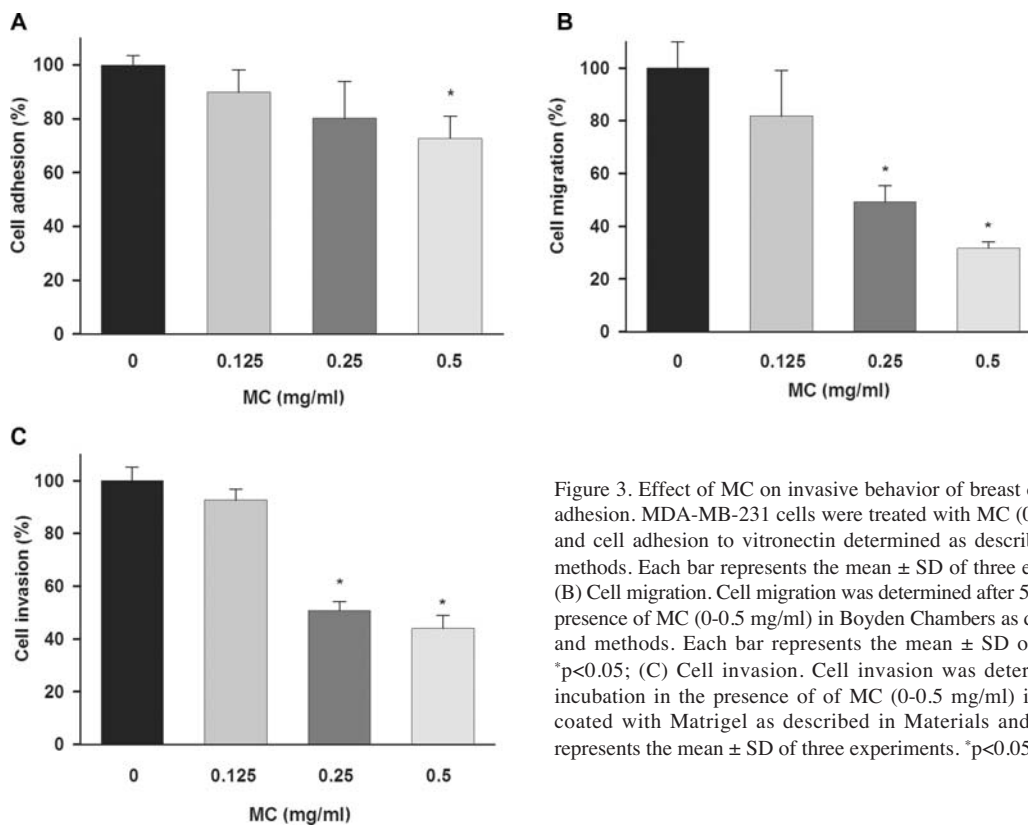 A
Cell adhesion (%)
100
80
60
40
20
0
*
0 0.125 0.25 0.5
MC (mg/ml)
B
Cell migration (%)
100
80
60
40
20
0
*
*
0 0.125 0.25 0.5
MC (mg/ml)
C
Cell invasion (%)
100
80
60
40
20
0
*
*
0 0.125 0.25 0.5
MC (mg/ml)
Figure 3. Effect of MC on invasive behavior of breast
adhesion. MDA-MB-231 cells were treated with MC (0
and cell adhesion to vitronectin determined as describ
methods. Each bar represents the mean ± SD of three e
(B) Cell migration. Cell migration was determined after 5
presence of MC (0-0.5 mg/ml) in Boyden Chambers as
and methods. Each bar represents the mean ± SD of
*p<0.05; (C) Cell invasion. Cell invasion was deter
incubation in the presence of of MC (0-0.5 mg/ml) i
coated with Matrigel as described in Materials and
represents the mean ± SD of three experiments. *p<0.05